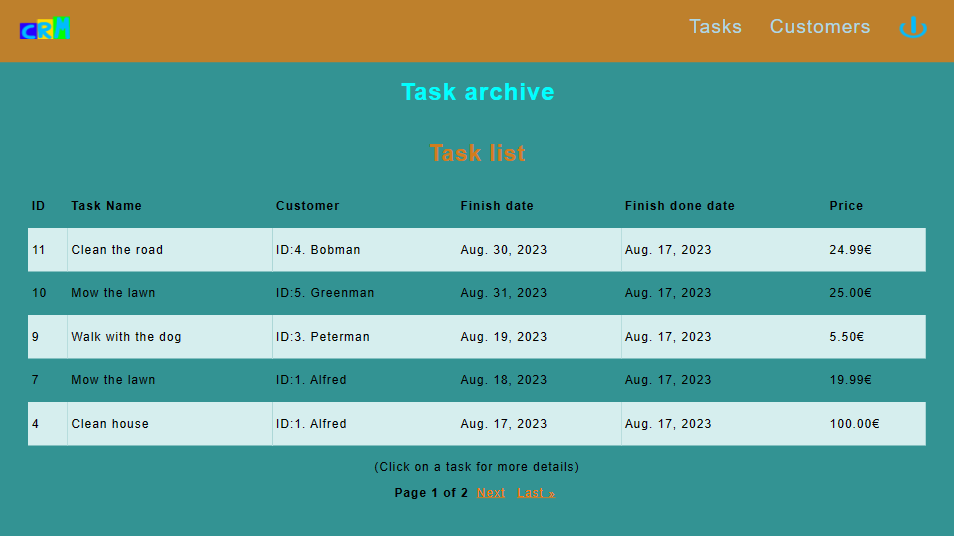 CRM Tasks Customers
Task archive
Task list
ID Task Name Customer Finish date Finish done date Price
11 Clean the road ID:4. Bobman Aug. 30, 2023 Aug. 17, 2023 24.99€
10 Mow the lawn ID:5. Greenman Aug. 31, 2023 Aug. 17, 2023 25.00€
9 Walk with the dog ID:3. Peterman Aug. 19, 2023 Aug. 17, 2023 5.50€
7 Mow the lawn ID:1. Alfred Aug. 18, 2023 Aug. 17, 2023 19.99€
4 Clean house ID:1. Alfred Aug. 17, 2023 Aug. 17, 2023 100.00€
(Click on a task for more details)
Page 1 of 2 Next Last »